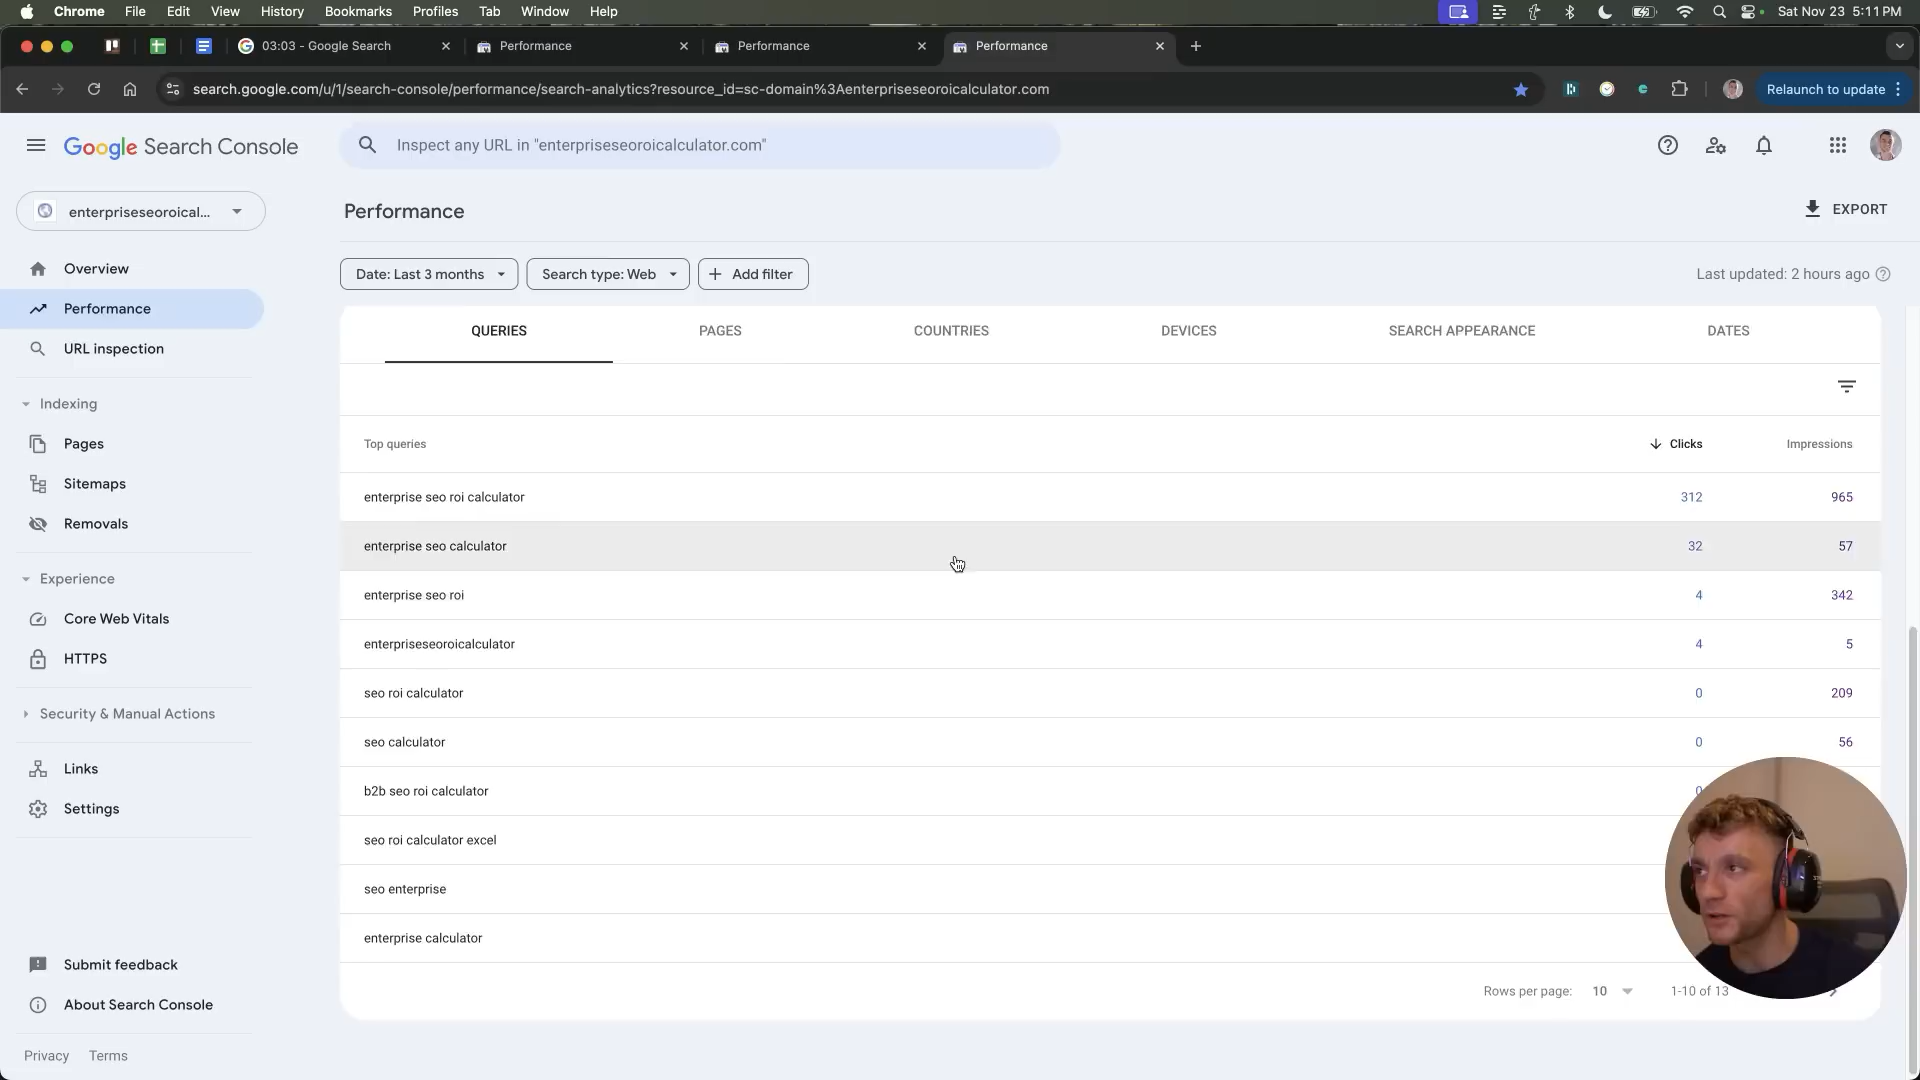 Chrome File Edit View History Bookmarks Profiles Tab Window Help Sat Nov 23 5:11 PM
03:03 - Google Search Performance Performance Performance
search.google.com/u/1/search-console/performance/search-analytics?resource_id=sc-domain%3Aenterpriseseoroicalculator.com Relaunch to update
Google Search Console Inspect any URL in "enterpriseseoroicalculator.com"
enterpriseseoroical...
Performance EXPORT
Date: Last 3 months Search type: Web + Add filter Last updated: 2 hours ago
Overview
Performance
URL inspection
Indexing
Pages
Sitemaps
Removals
Experience
Core Web Vitals
HTTPS
Security & Manual Actions
Links
Settings
Submit feedback
About Search Console
Privacy Terms
QUERIES PAGES COUNTRIES DEVICES SEARCH APPEARANCE DATES
Top queries Clicks Impressions
enterprise seo roi calculator 312 965
enterprise seo calculator 32 57
enterprise seo roi 4 342
enterpriseseoroicalculator 4 5
seo roi calculator 0 209
seo calculator 0 56
b2b seo roi calculator 0
seo roi calculator excel
seo enterprise
enterprise calculator
Rows per page: 10 1-10 of 13